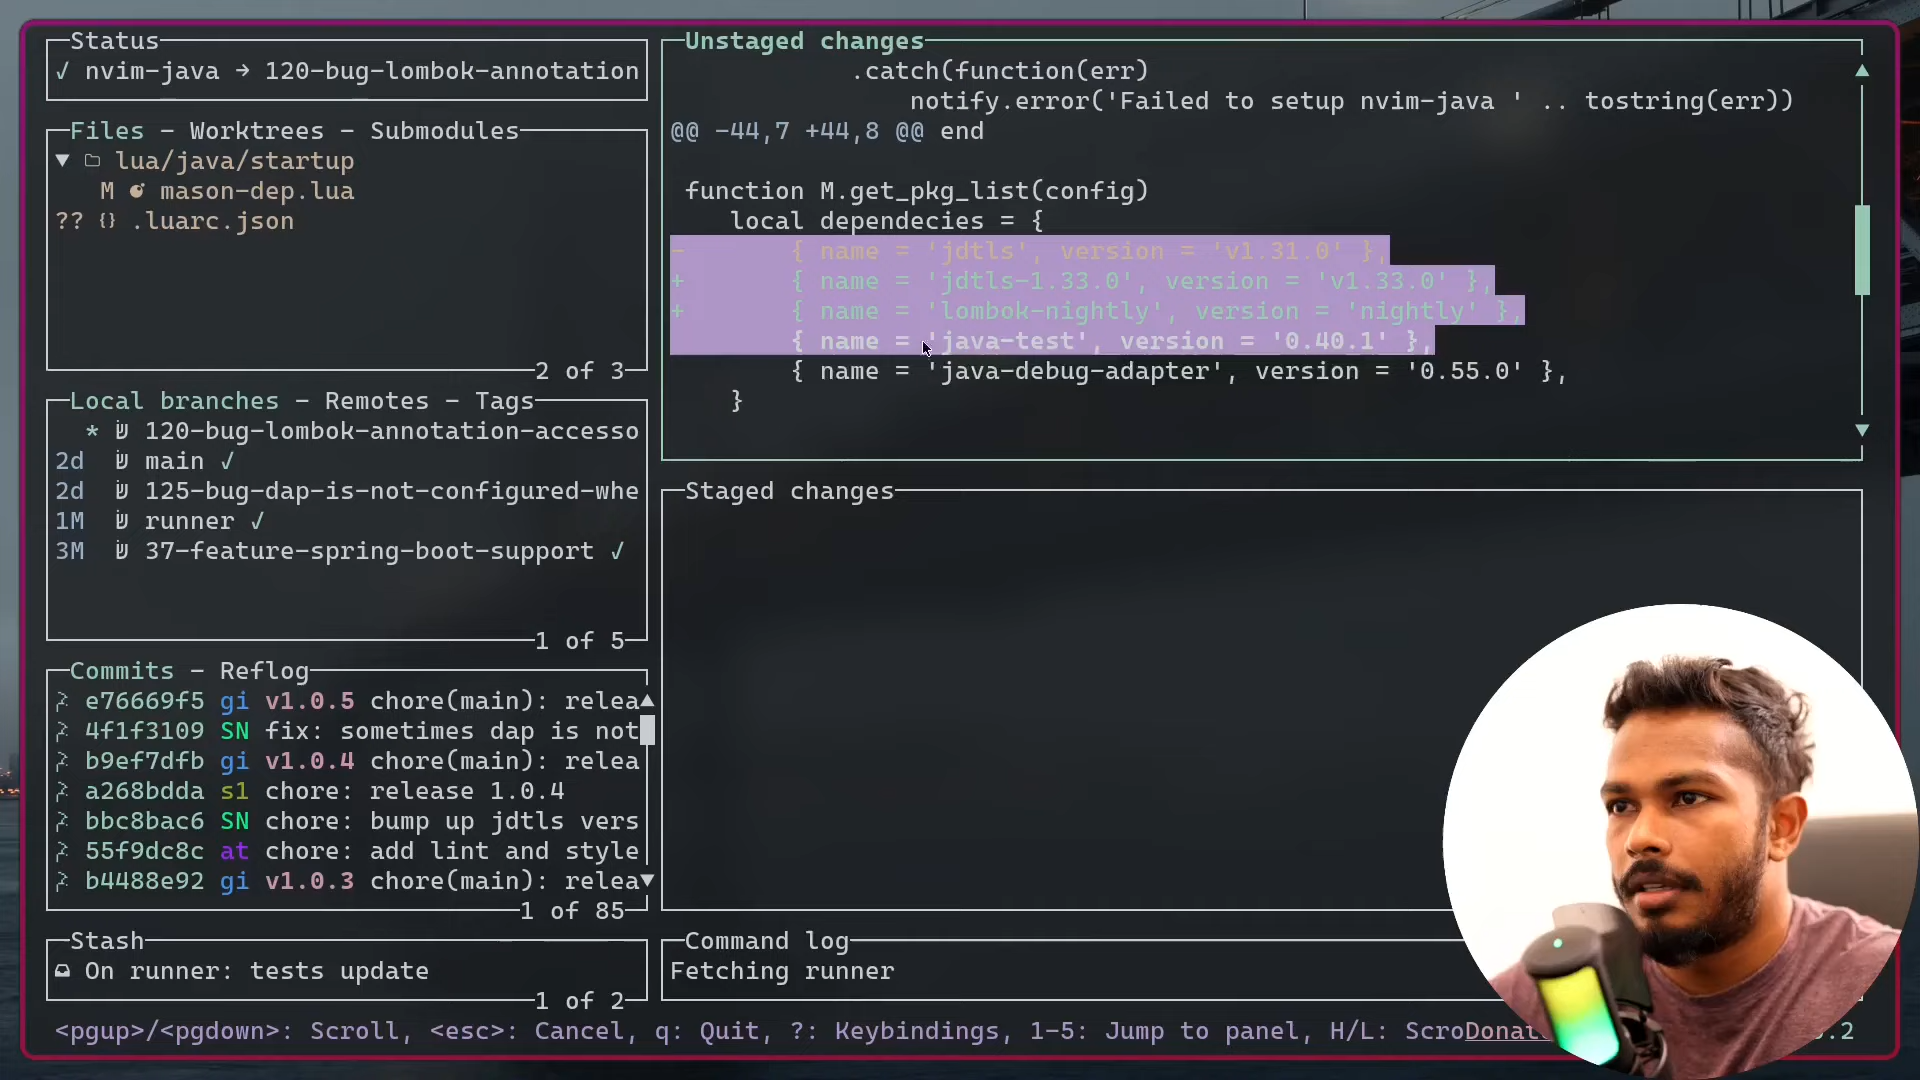 Status
✓ nvim-java → 120-bug-lombok-annotation
Files - Worktrees - Submodules
▼ lua/java/startup
M mason-dep.lua
?? {} .luarc.json
2 of 3
Local branches - Remotes - Tags
* 120-bug-lombok-annotation-accesso
2d main ✓
2d 125-bug-dap-is-not-configured-whe
1M runner ✓
3M 37-feature-spring-boot-support ✓
1 of 5
Commits - Reflog
e76669f5 gi v1.0.5 chore(main): relea
4f1f3109 SN fix: sometimes dap is not
b9ef7dfb gi v1.0.4 chore(main): relea
a268bdda s1 chore: release 1.0.4
bbc8bac6 SN chore: bump up jdtls vers
55f9dc8c at chore: add lint and style
b4488e92 gi v1.0.3 chore(main): relea
1 of 85
Stash
On runner: tests update
1 of 2
Unstaged changes
.catch(function(err)
notify.error('Failed to setup nvim-java ' .. tostring(err))
@@ -44,7 +44,8 @@ end
function M.get_pkg_list(config)
local dependecies = {
- { name = 'jdtls', version = 'v1.31.0' },
+ { name = 'jdtls-1.33.0', version = 'v1.33.0' },
+ { name = 'lombok-nightly', version = 'nightly' },
{ name = 'java-test', version = '0.40.1' },
{ name = 'java-debug-adapter', version = '0.55.0' },
}
Staged changes
Command log
Fetching runner
<pgup>/<pgdown>: Scroll, <esc>: Cancel, q: Quit, ?: Keybindings, 1-5: Jump to panel, H/L: ScroDonat .2